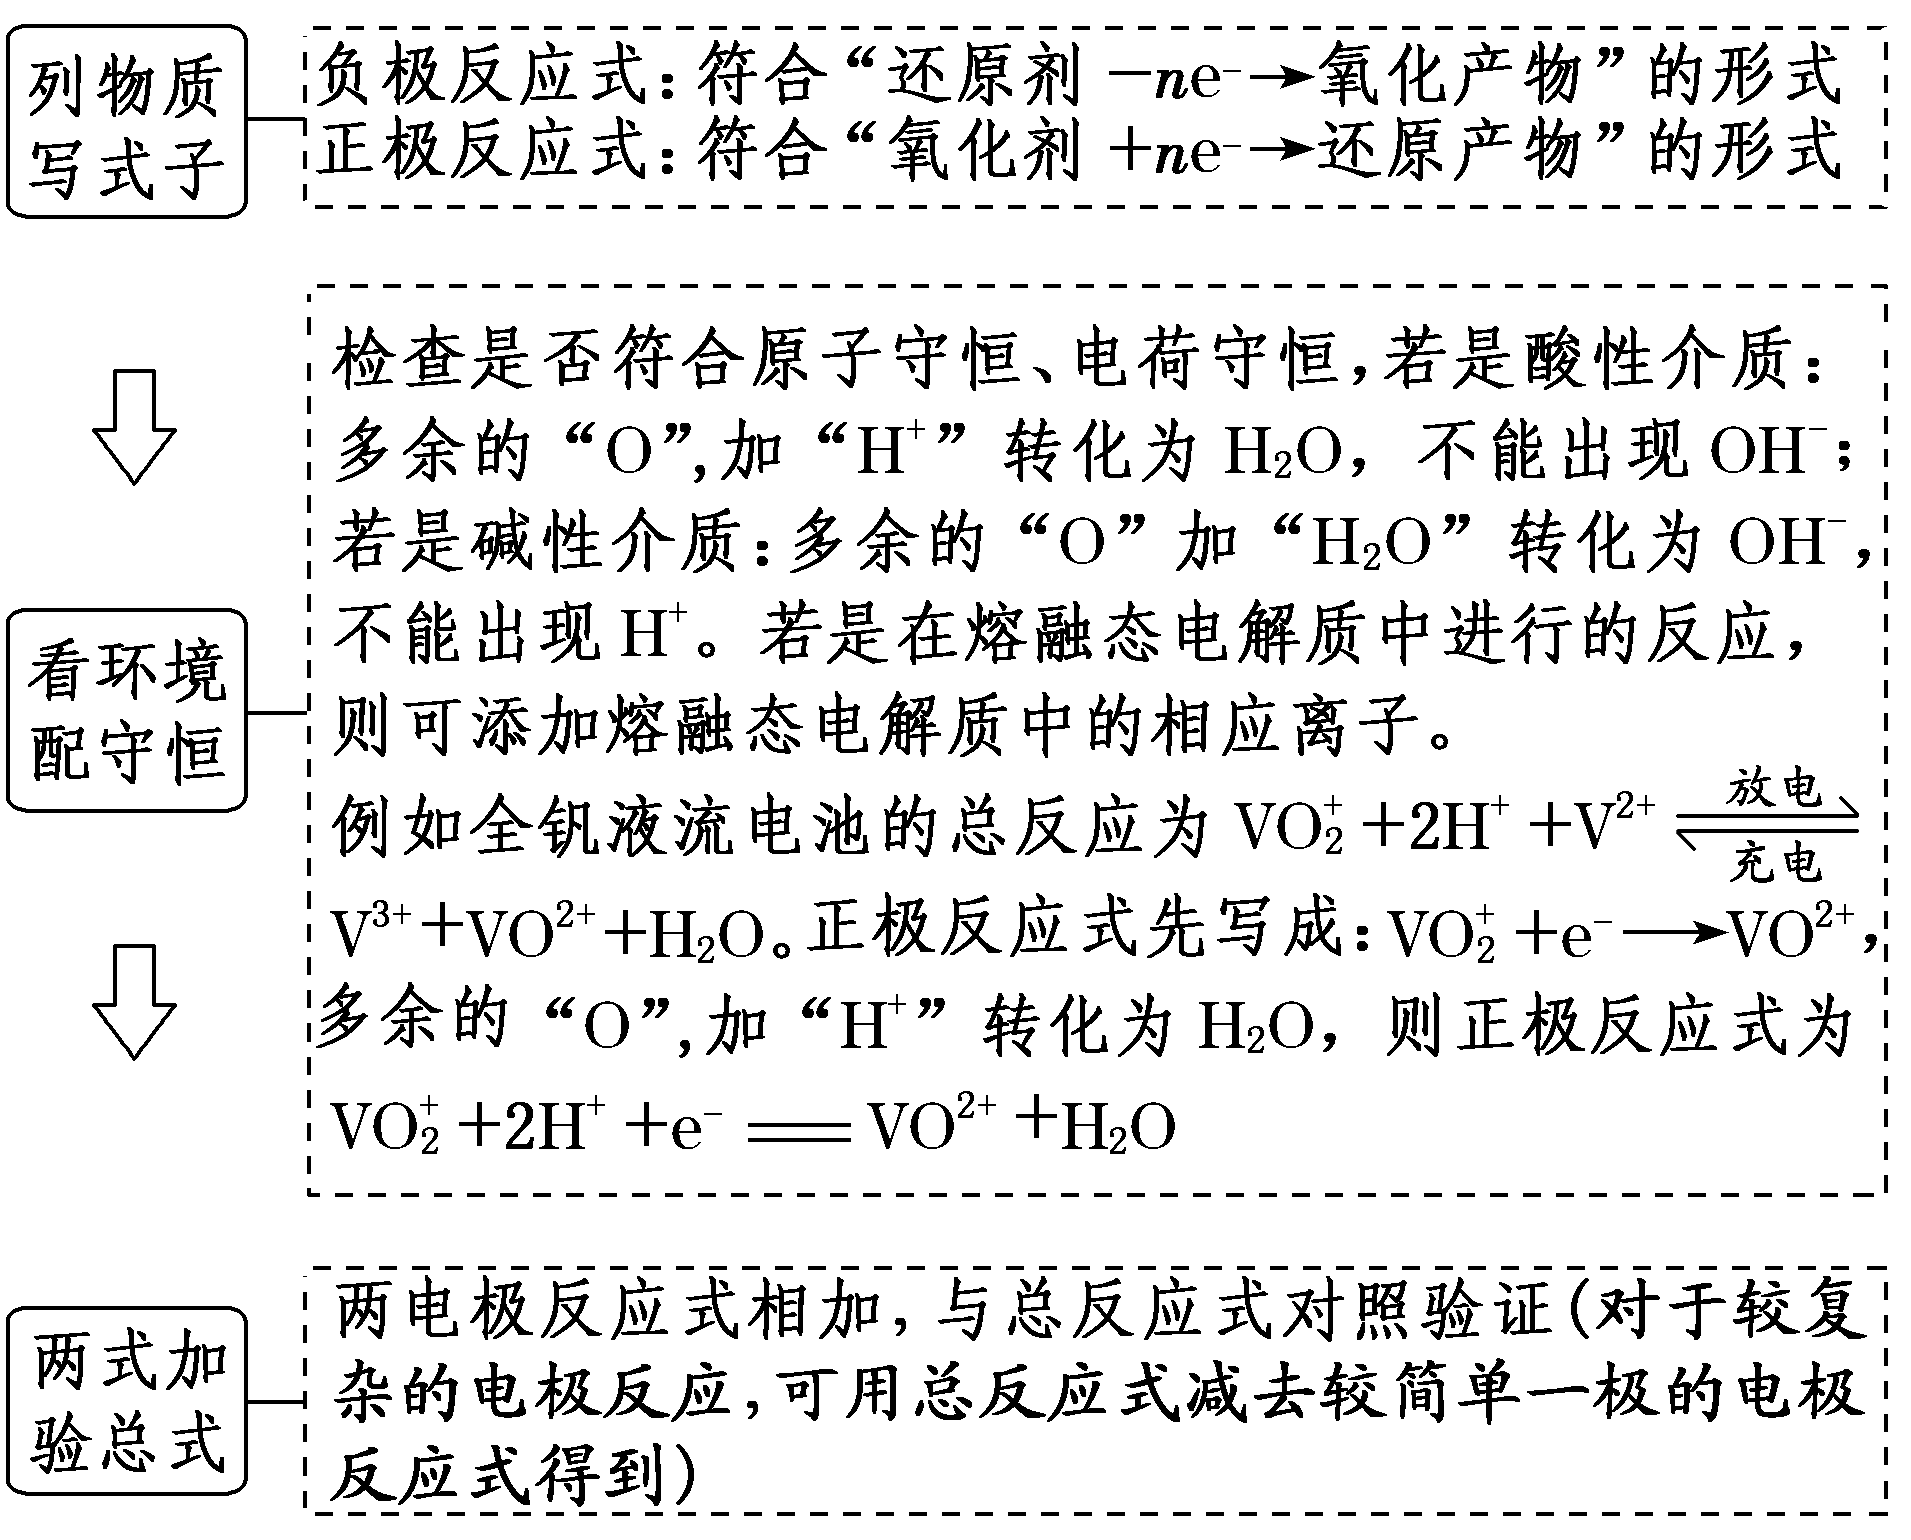 列物质
写式子
负极反应式：符合“还原剂 －ne⁻→氧化产物”的形式
正极反应式：符合“氧化剂 ＋ne⁻→还原产物”的形式
看环境
配守恒
检查是否符合原子守恒、电荷守恒，若是酸性介质：
多余的“O”，加“H⁺”转化为 H₂O，不能出现 OH⁻；
若是碱性介质：多余的“O”加“H₂O”转化为 OH⁻，
不能出现 H⁺。若是在熔融态电解质中进行的反应，
则可添加熔融态电解质中的相应离子。
放电
例如全钒液流电池的总反应为 VO₂⁺＋2H⁺＋V²⁺⇌
充电
V³⁺＋VO²⁺＋H₂O。正极反应式先写成：VO₂⁺＋e⁻→VO²⁺，
多余的“O”，加“H⁺”转化为 H₂O，则正极反应式为
VO₂⁺＋2H⁺＋e⁻═VO²⁺＋H₂O
两式加
验总式
两电极反应式相加，与总反应式对照验证（对于较复
杂的电极反应，可用总反应式减去较简单一极的电极
反应式得到）